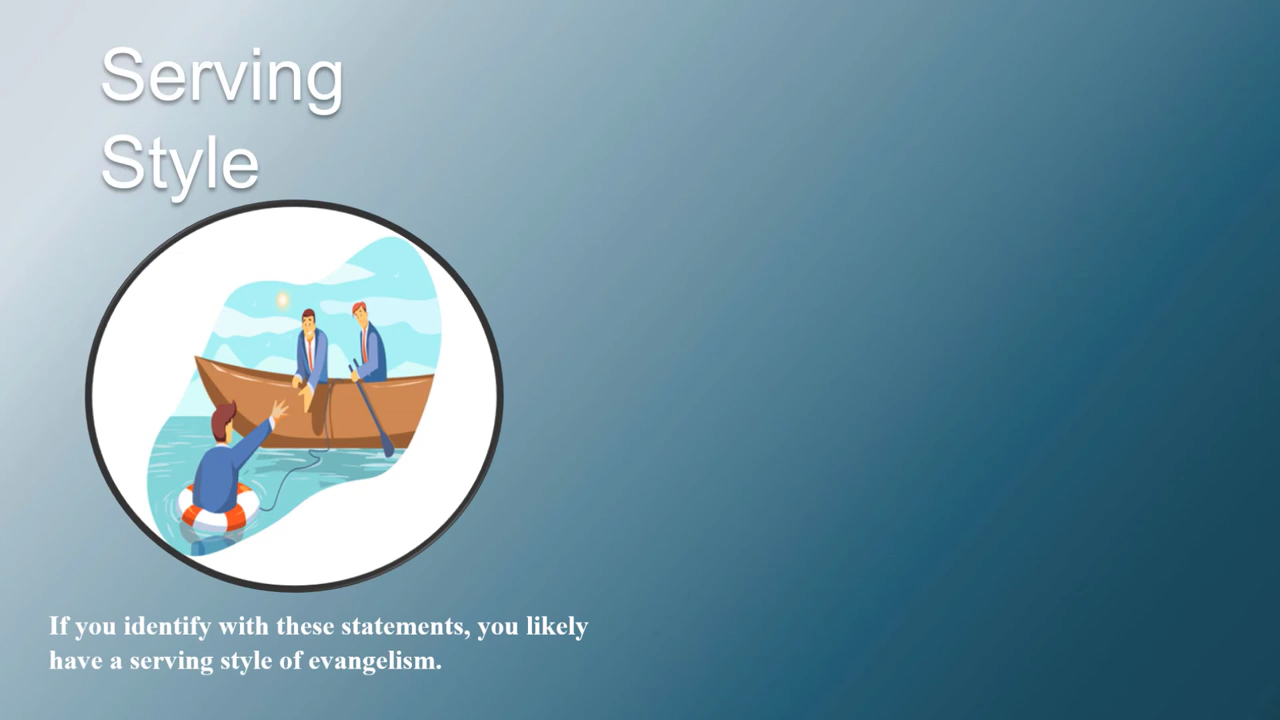 Serving
Style
If you identify with these statements, you likely
have a serving style of evangelism.